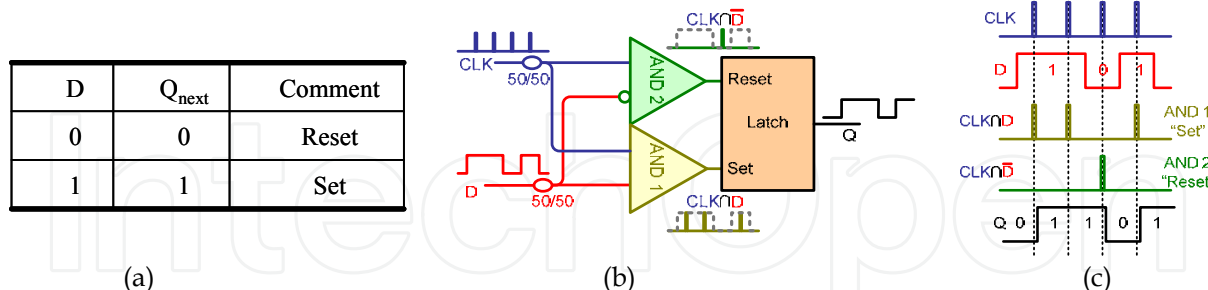 D Q_next Comment
0 0 Reset
1 1 Set
(a)
CLK∩D̅
CLK
50/50
AND 2
Reset
Latch
Q
AND 1
Set
D
50/50
CLK∩D
(b)
CLK
D 1 0 1
CLK∩D AND 1
"Set"
CLK∩D̅ AND 2
"Reset"
Q 0 1 1 0 1
(c)
IntechOpen